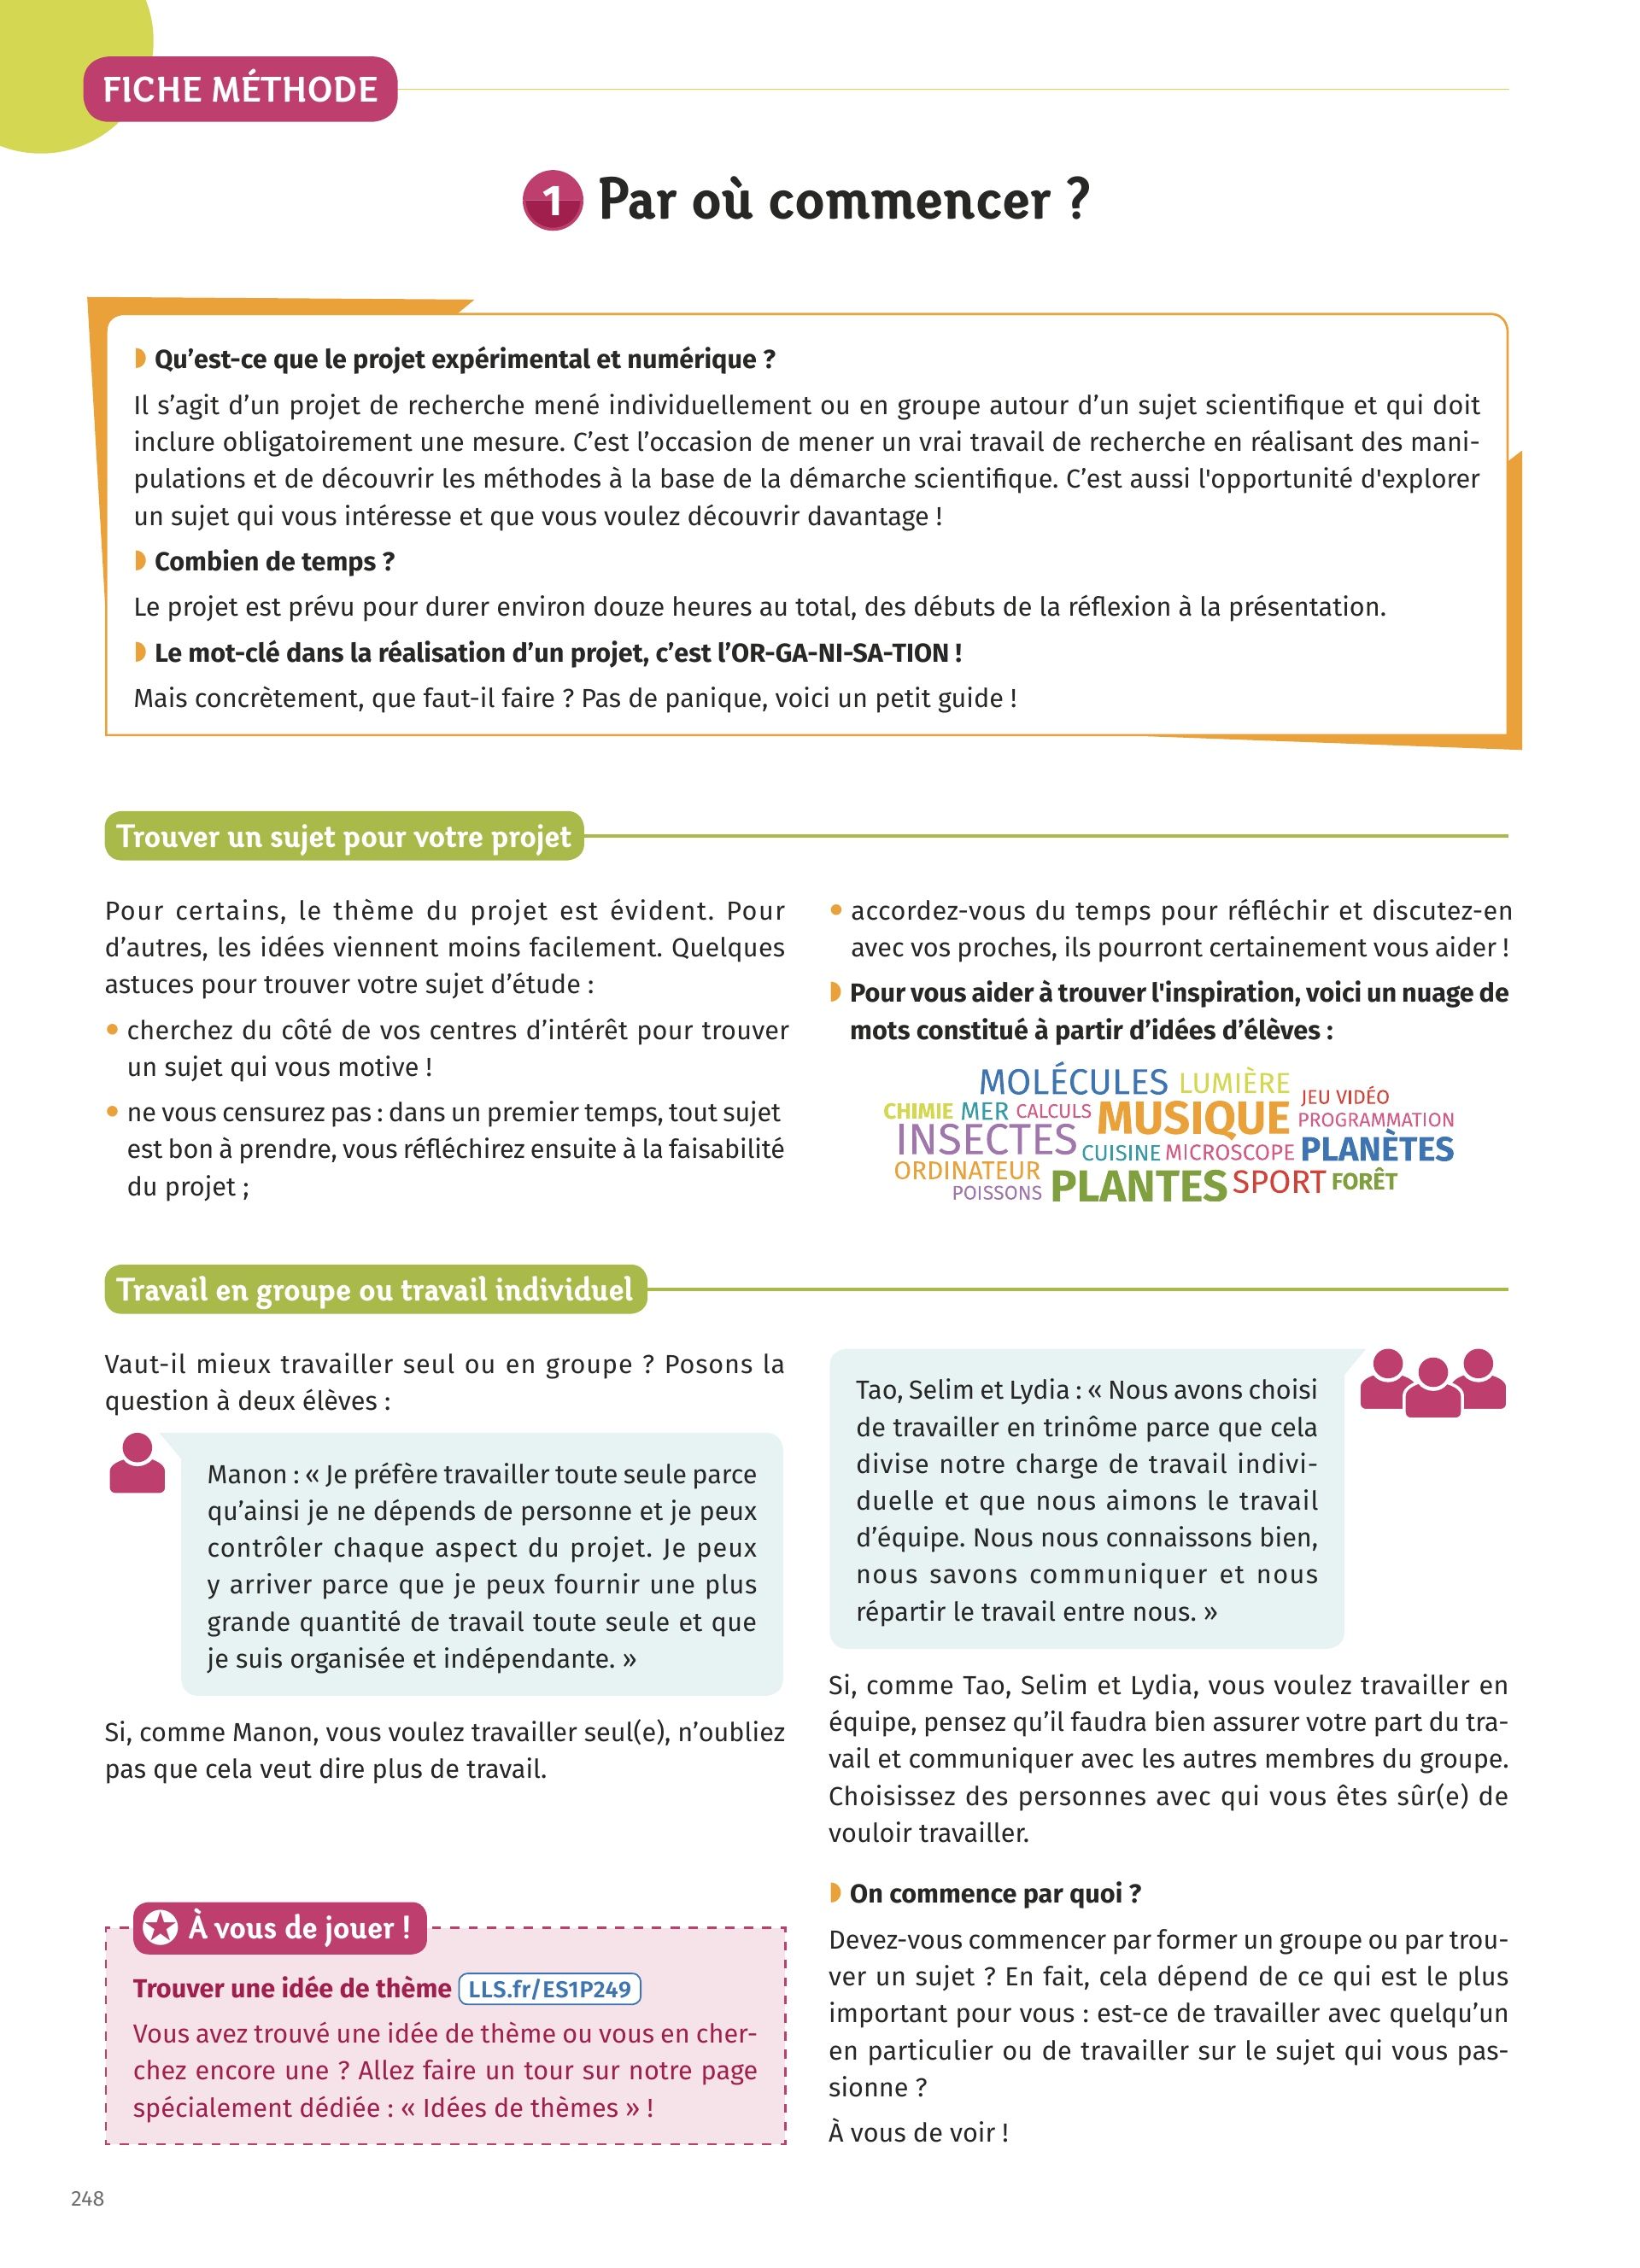 FICHE MÉTHODE
1 Par où commencer ?
Qu’est-ce que le projet expérimental et numérique ?
Il s’agit d’un projet de recherche mené individuellement ou en groupe autour d’un sujet scientifique et qui doit
inclure obligatoirement une mesure. C’est l’occasion de mener un vrai travail de recherche en réalisant des mani-
pulations et de découvrir les méthodes à la base de la démarche scientifique. C’est aussi l'opportunité d'explorer
un sujet qui vous intéresse et que vous voulez découvrir davantage !
Combien de temps ?
Le projet est prévu pour durer environ douze heures au total, des débuts de la réflexion à la présentation.
Le mot-clé dans la réalisation d’un projet, c’est l’OR-GA-NI-SA-TION !
Mais concrètement, que faut-il faire ? Pas de panique, voici un petit guide !
Trouver un sujet pour votre projet
Pour certains, le thème du projet est évident. Pour
d’autres, les idées viennent moins facilement. Quelques
astuces pour trouver votre sujet d’étude :
• cherchez du côté de vos centres d’intérêt pour trouver
un sujet qui vous motive !
• ne vous censurez pas : dans un premier temps, tout sujet
est bon à prendre, vous réfléchirez ensuite à la faisabilité
du projet ;
• accordez-vous du temps pour réfléchir et discutez-en
avec vos proches, ils pourront certainement vous aider !
Pour vous aider à trouver l'inspiration, voici un nuage de
mots constitué à partir d’idées d’élèves :
MOLÉCULES LUMIÈRE JEU VIDÉO
CHIMIE MER CALCULS MUSIQUE PROGRAMMATION
INSECTES CUISINE MICROSCOPE PLANÈTES
ORDINATEUR PLANTES SPORT FORÊT
POISSONS
Travail en groupe ou travail individuel
Vaut-il mieux travailler seul ou en groupe ? Posons la
question à deux élèves :
Manon : « Je préfère travailler toute seule parce
qu’ainsi je ne dépends de personne et je peux
contrôler chaque aspect du projet. Je peux
y arriver parce que je peux fournir une plus
grande quantité de travail toute seule et que
je suis organisée et indépendante. »
Si, comme Manon, vous voulez travailler seul(e), n’oubliez
pas que cela veut dire plus de travail.
À vous de jouer !
Trouver une idée de thème LLS.fr/ES1P249
Vous avez trouvé une idée de thème ou vous en cher-
chez encore une ? Allez faire un tour sur notre page
spécialement dédiée : « Idées de thèmes » !
Tao, Selim et Lydia : « Nous avons choisi
de travailler en trinôme parce que cela
divise notre charge de travail indivi-
duelle et que nous aimons le travail
d’équipe. Nous nous connaissons bien,
nous savons communiquer et nous
répartir le travail entre nous. »
Si, comme Tao, Selim et Lydia, vous voulez travailler en
équipe, pensez qu’il faudra bien assurer votre part du tra-
vail et communiquer avec les autres membres du groupe.
Choisissez des personnes avec qui vous êtes sûr(e) de
vouloir travailler.
On commence par quoi ?
Devez-vous commencer par former un groupe ou par trou-
ver un sujet ? En fait, cela dépend de ce qui est le plus
important pour vous : est-ce de travailler avec quelqu’un
en particulier ou de travailler sur le sujet qui vous pas-
sionne ?
À vous de voir !
248